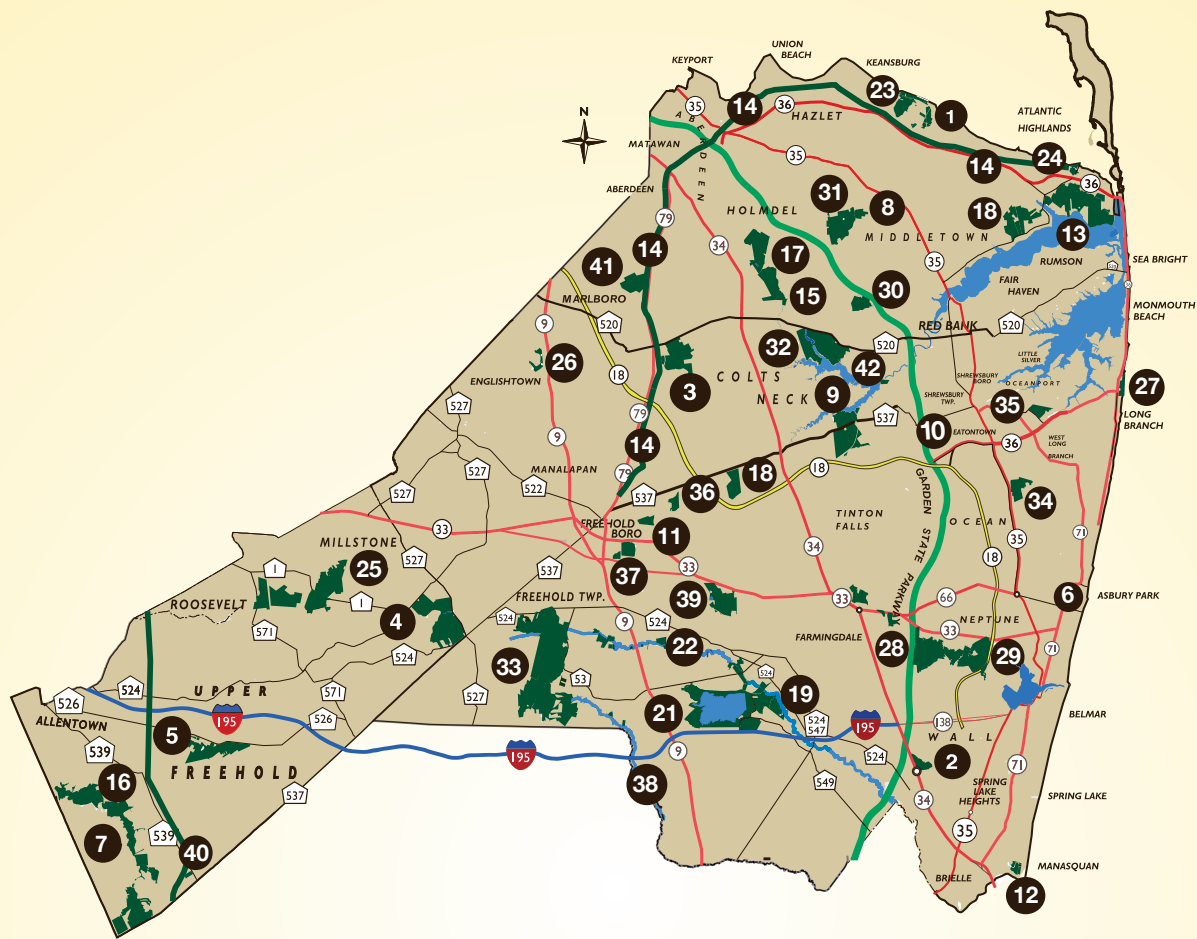 UNION
BEACH
KEYPORT
KEANSBURG
23
14
36
35
1
ATLANTIC
HIGHLANDS
HAZLET
N
ABERDEEN
MATAWAN
35
14
24
36
ABERDEEN
31
8
18
HOLMDEL
79
34
MIDDLETOWN
13
14
17
35
RUMSON
SEA BRIGHT
41
15
30
FAIR
HAVEN
MARLBORO
MONMOUTH
BEACH
9
520
RED BANK
520
520
32
42
LITTLE
SILVER
26
18
COLTS
NECK
SHREWSBURY
BORO
OCEANPORT
ENGLISHTOWN
3
9
SHREWSBURY
TWP.
35
27
527
79
537
10
EATONTOWN
LONG
BRANCH
9
14
36
WEST
LONG
BRANCH
MANALAPAN
527
79
18
18
522
537
36
34
527
GARDEN STATE PARKWAY
TINTON
FALLS
OCEAN
33
FREEHOLD
BORO
11
35
71
MILLSTONE
34
18
527
25
1
537
37
33
ROOSEVELT
1
39
33
66
6
ASBURY PARK
4
FREEHOLD TWP.
524
9
524
571
FARMINGDALE
33
NEPTUNE
524
22
28
29
71
33
53
524
UPPER
524
571
527
19
526
195
526
21
524
547
195
138
BELMAR
ALLENTOWN
5
539
FREEHOLD
195
9
524
WALL
2
16
38
549
71
537
34
SPRING
LAKE
HEIGHTS
SPRING LAKE
7
539
40
35
MANASQUAN
BRIELLE
12